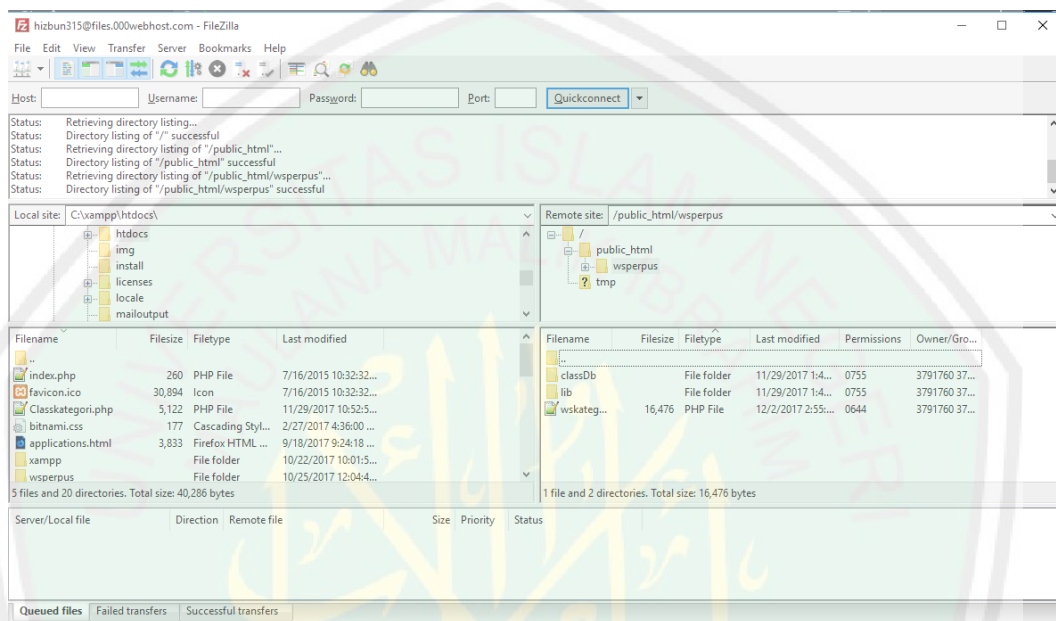 hizbun315@files.000webhost.com - FileZilla
File Edit View Transfer Server Bookmarks Help
Host: Username: Password: Port: Quickconnect
Status: Retrieving directory listing...
Status: Directory listing of "/" successful
Status: Retrieving directory listing of "/public_html"...
Status: Directory listing of "/public_html" successful
Status: Retrieving directory listing of "/public_html/wsperpus"...
Status: Directory listing of "/public_html/wsperpus" successful
Local site: C:\xampp\htdocs\
htdocs
img
install
licenses
locale
mailoutput
Remote site: /public_html/wsperpus
/
public_html
wsperpus
? tmp
Filename Filesize Filetype Last modified
..
index.php 260 PHP File 7/16/2015 10:32:32...
favicon.ico 30,894 Icon 7/16/2015 10:32:32...
Classkategori.php 5,122 PHP File 11/29/2017 10:52:5...
bitnami.css 177 Cascading Styl... 2/27/2017 4:36:00 ...
applications.html 3,833 Firefox HTML ... 9/18/2017 9:24:18 ...
xampp File folder 10/22/2017 10:01:5...
wsperpus File folder 10/25/2017 12:04:4...
5 files and 20 directories. Total size: 40,286 bytes
Filename Filesize Filetype Last modified Permissions Owner/Gro...
..
classDb File folder 11/29/2017 1:4... 0755 3791760 37...
lib File folder 11/29/2017 1:4... 0755 3791760 37...
wskateg... 16,476 PHP File 12/2/2017 2:55:... 0644 3791760 37...
1 file and 2 directories. Total size: 16,476 bytes
Server/Local file Direction Remote file Size Priority Status
Queued files Failed transfers Successful transfers
UNIVERSITAS ISLAM NEGERI
MAULANA MALIK IBRAHIM